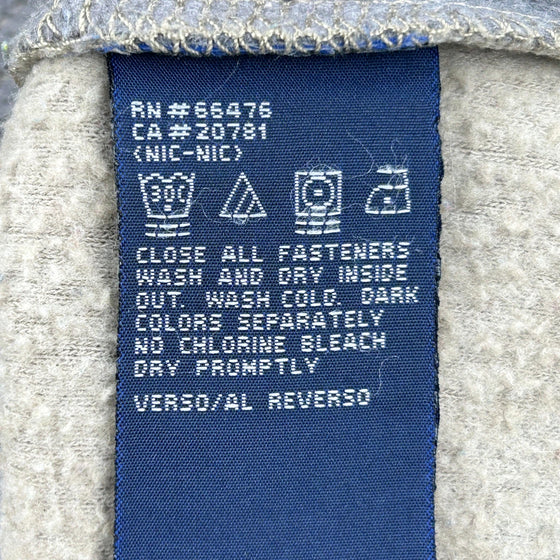 RN #66476
CA #20781
(NIC-NIC)
30C
CLOSE ALL FASTENERS
WASH AND DRY INSIDE
OUT. WASH COLD. DARK
COLORS SEPARATELY
NO CHLORINE BLEACH
DRY PROMPTLY
VERSO/AL REVERSO